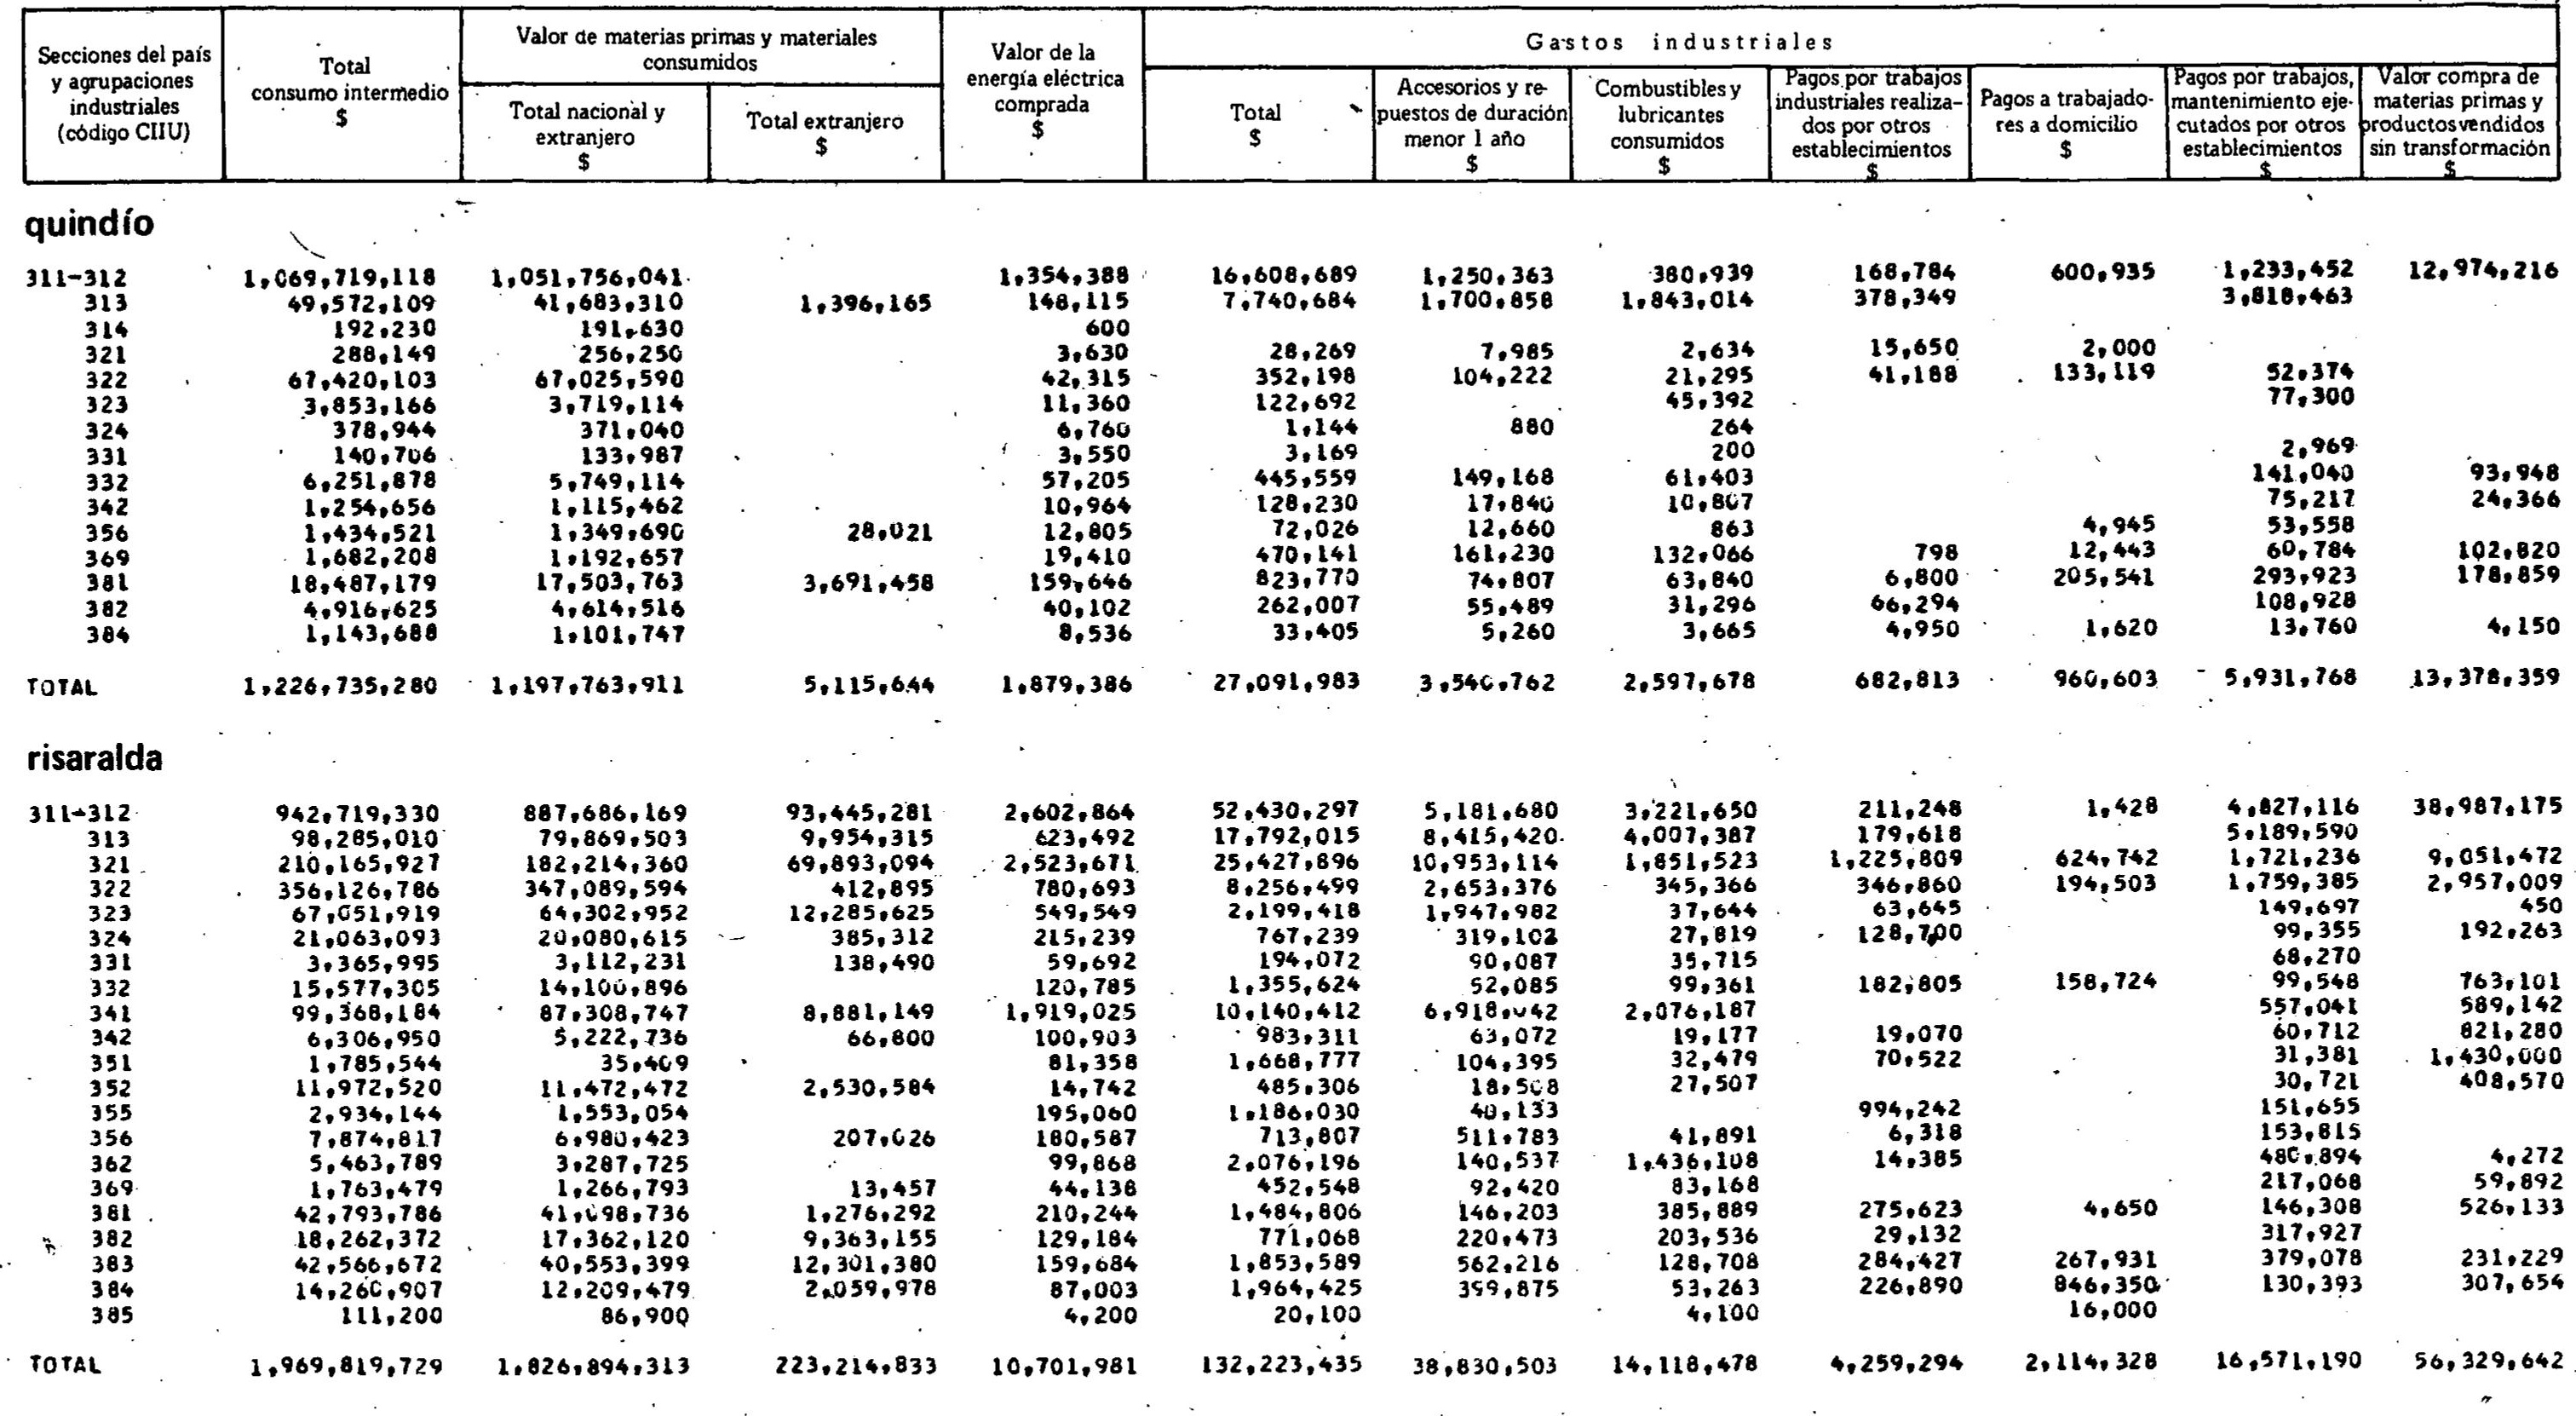 Secciones del país y agrupaciones industriales (código CIIU) | Total consumo intermedio $ | Valor de materias primas y materiales consumidos | Valor de la energía eléctrica comprada $ | Gastos industriales
Total nacional y extranjero $ | Total extranjero $ | Total $ | Accesorios y repuestos de duración menor 1 año $ | Combustibles y lubricantes consumidos $ | Pagos por trabajos industriales realizados por otros establecimientos $ | Pagos a trabajadores a domicilio $ | Pagos por trabajos, mantenimiento ejecutados por otros establecimientos $ | Valor compra de materias primas y productos vendidos sin transformación $
quindío
311-312 1,069,719,118 1,051,756,041 1,354,388 16,608,689 1,250,363 380,939 168,784 600,935 1,233,452 12,974,216
313 49,572,109 41,683,310 1,396,165 148,115 7,740,684 1,700,858 1,843,014 378,349 3,818,463
314 192,230 191,630 600
321 288,149 256,250 3,630 28,269 7,985 2,634 15,650 2,000
322 67,420,103 67,025,590 42,315 352,198 104,222 21,295 41,188 133,119 52,374
323 3,853,166 3,719,114 11,360 122,692 45,392 77,300
324 378,944 371,040 6,760 1,144 880 264
331 140,706 133,987 3,550 3,169 200 2,969
332 6,251,878 5,749,114 57,205 445,559 149,168 61,403 141,040 93,948
342 1,254,656 1,115,462 10,964 128,230 17,840 10,807 75,217 24,366
356 1,434,521 1,349,690 28,021 12,805 72,026 12,660 863 4,945 53,558
369 1,682,208 1,192,657 19,410 470,141 161,230 132,066 798 12,443 60,784 102,820
381 18,487,179 17,503,763 3,691,458 159,646 823,770 74,807 63,840 6,800 205,541 293,923 178,859
382 4,916,625 4,614,516 40,102 262,007 55,489 31,296 66,294 108,928
384 1,143,688 1,101,747 8,536 33,405 5,260 3,665 4,950 1,620 13,760 4,150
TOTAL 1,226,735,280 1,197,763,911 5,115,644 1,879,386 27,091,983 3,540,762 2,597,678 682,813 960,603 5,931,768 13,378,359
risaralda
311-312 942,719,330 887,686,169 93,445,281 2,602,864 52,430,297 5,181,680 3,221,650 211,248 1,428 4,827,116 38,987,175
313 98,285,010 79,869,503 9,954,315 623,492 17,792,015 8,415,420 4,007,387 179,618 5,189,590
321 210,165,927 182,214,360 69,893,094 2,523,671 25,427,896 10,953,114 1,851,523 1,225,809 624,742 1,721,236 9,051,472
322 356,126,786 347,089,594 412,895 780,693 8,256,499 2,653,376 345,366 346,860 194,503 1,759,385 2,957,009
323 67,051,919 64,302,952 12,285,625 549,549 2,199,418 1,947,982 37,644 63,645 149,697 450
324 21,063,093 20,080,615 385,312 215,239 767,239 319,102 27,819 128,700 99,355 192,263
331 3,365,995 3,112,231 138,490 59,692 194,072 90,087 35,715 68,270
332 15,577,305 14,100,896 120,785 1,355,624 52,085 99,361 182,805 158,724 99,548 763,101
341 99,368,184 87,308,747 8,881,149 1,919,025 10,140,412 6,918,042 2,076,187 557,041 589,142
342 6,306,950 5,222,736 66,800 100,903 983,311 63,072 19,177 19,070 60,712 821,280
351 1,785,544 35,409 81,358 1,668,777 104,395 32,479 70,522 31,381 1,430,000
352 11,972,520 11,472,472 2,530,584 14,742 485,306 18,508 27,507 30,721 408,570
355 2,934,144 1,553,054 195,060 1,186,030 40,133 994,242 151,655
356 7,874,817 6,980,423 207,026 180,587 713,807 511,783 41,891 6,318 153,815
362 5,463,789 3,287,725 99,868 2,076,196 140,537 1,436,108 14,385 480,894 4,272
369 1,763,479 1,266,793 13,457 44,138 452,548 92,420 83,168 217,068 59,892
381 42,793,786 41,098,736 1,276,292 210,244 1,484,806 146,203 385,889 275,623 4,650 146,308 526,133
382 18,262,372 17,362,120 9,363,155 129,184 771,068 220,473 203,536 29,132 317,927
383 42,566,672 40,553,399 12,301,380 159,684 1,853,589 562,216 128,708 284,427 267,931 379,078 231,229
384 14,260,907 12,209,479 2,059,978 87,003 1,964,425 399,875 53,263 226,890 846,350 130,393 307,654
385 111,200 86,900 4,200 20,100 4,100 16,000
TOTAL 1,969,819,729 1,826,894,313 223,214,833 10,701,981 132,223,435 38,830,503 14,118,478 4,259,294 2,114,328 16,571,190 56,329,642